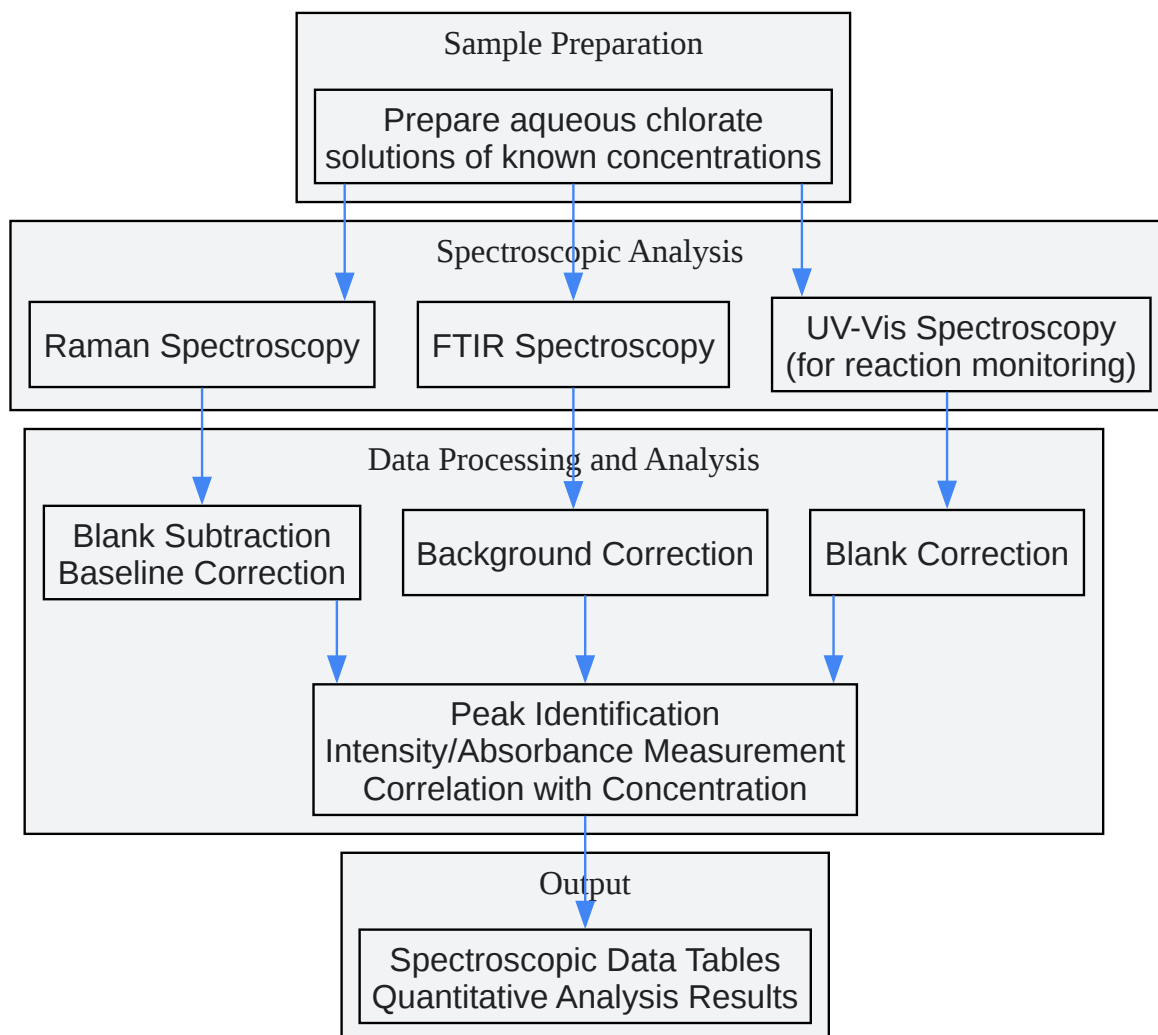 Sample Preparation
Prepare aqueous chlorate
solutions of known concentrations
Spectroscopic Analysis
Raman Spectroscopy
FTIR Spectroscopy
UV-Vis Spectroscopy
(for reaction monitoring)
Data Processing and Analysis
Blank Subtraction
Baseline Correction
Background Correction
Blank Correction
Peak Identification
Intensity/Absorbance Measurement
Correlation with Concentration
Output
Spectroscopic Data Tables
Quantitative Analysis Results